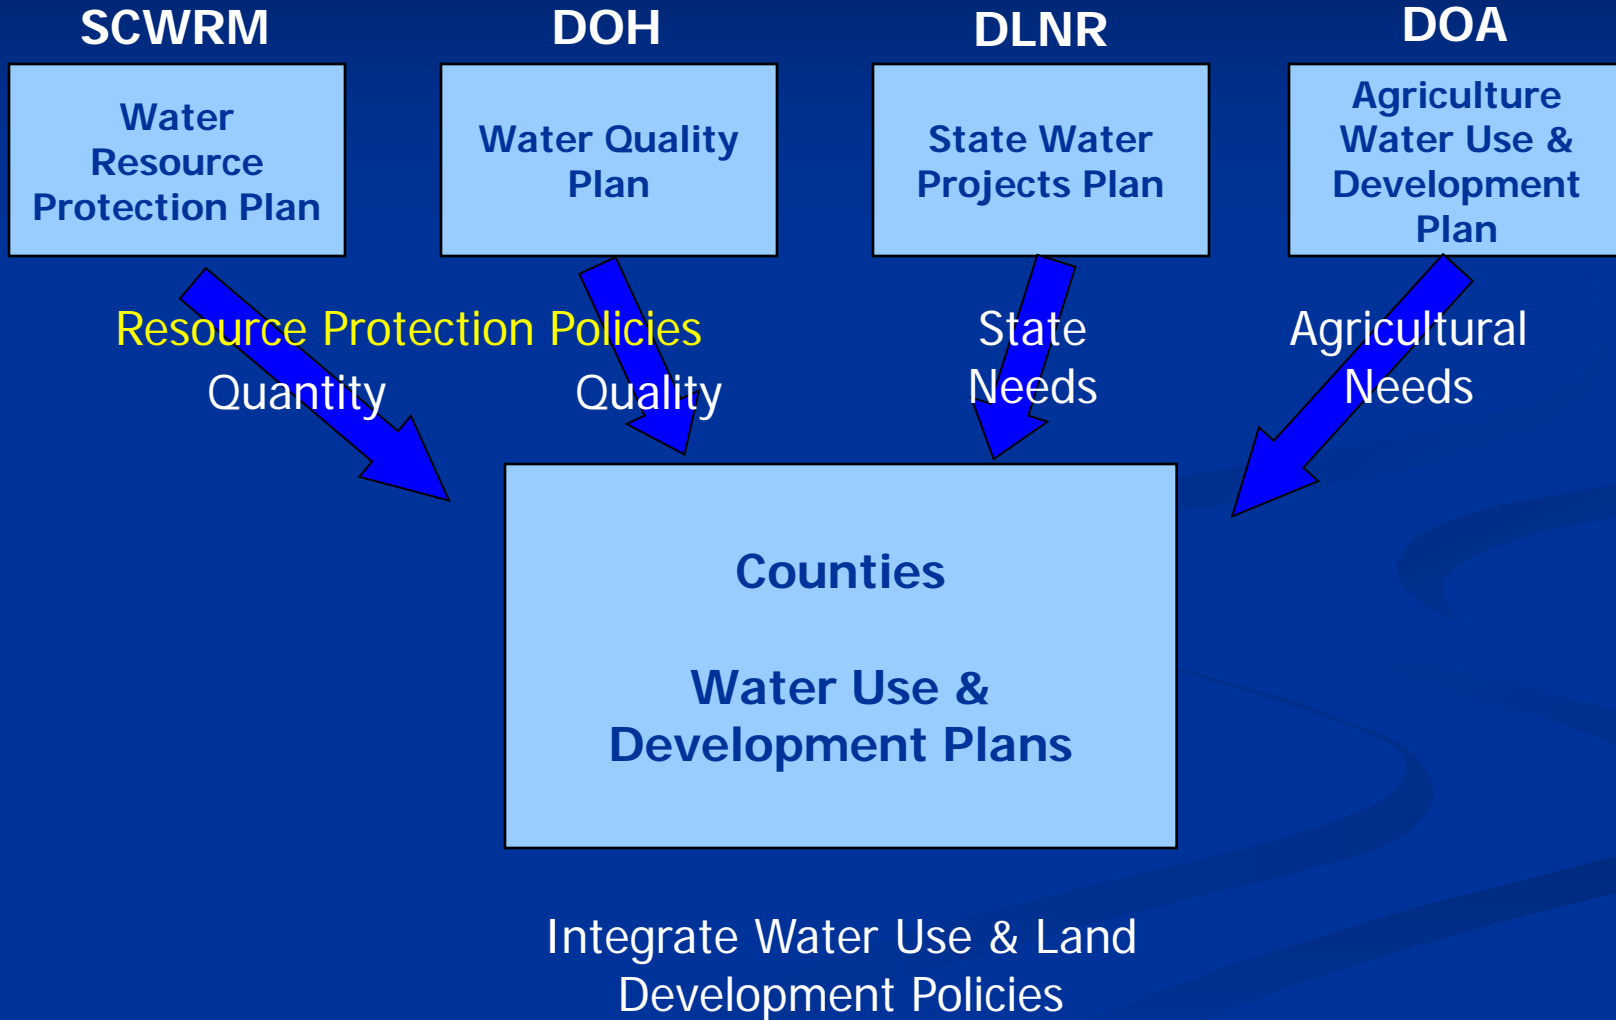 SCWRM
DOH
DLNR
DOA
Water
Resource
Protection Plan
Water Quality
Plan
State Water
Projects Plan
Agriculture
Water Use &
Development
Plan
Resource Protection Policies
Quantity
Quality
State
Needs
Agricultural
Needs
Counties
Water Use &
Development Plans
Integrate Water Use & Land
Development Policies